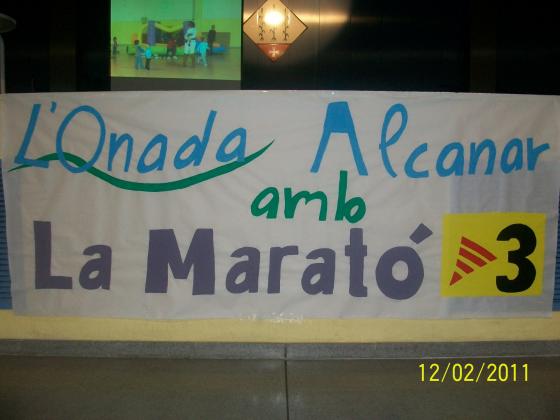 L'Onada Alcanar
amb
La Marató 3
12/02/2011